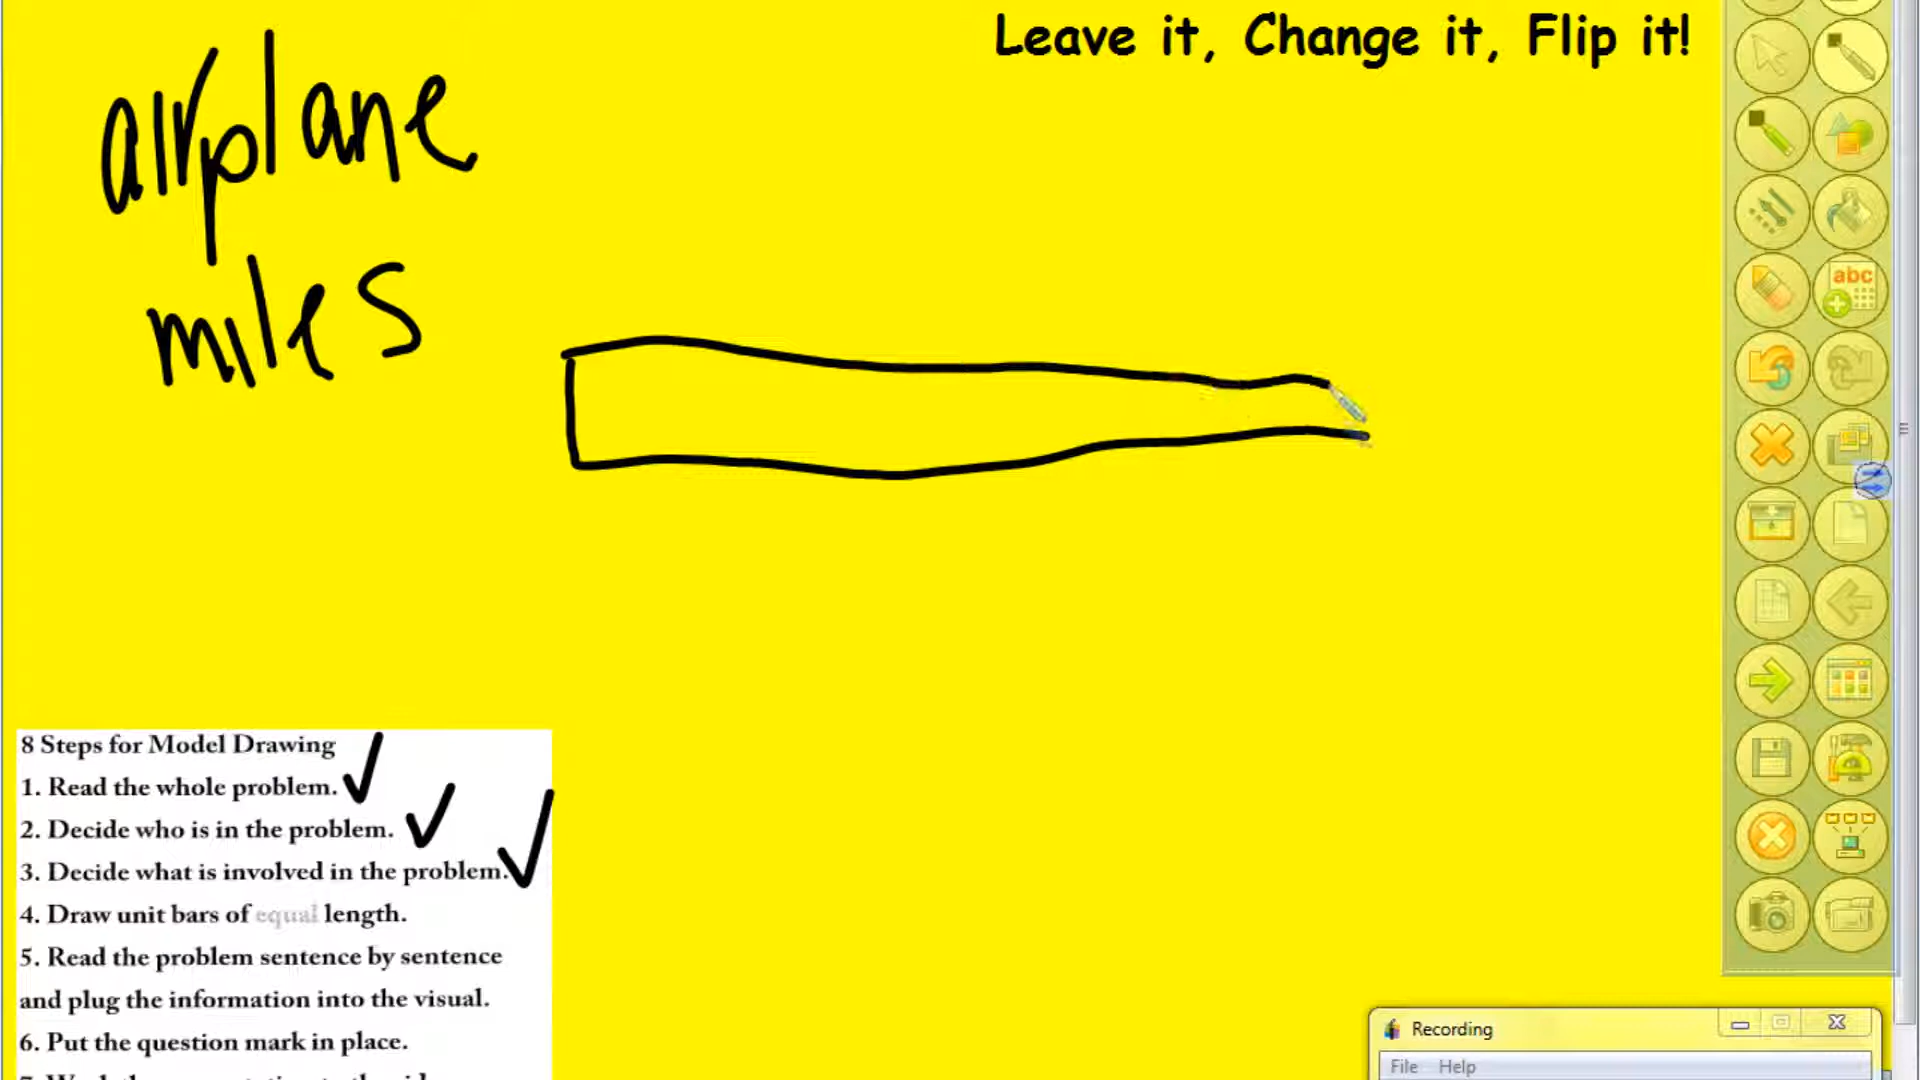 Leave it, Change it, Flip it!
airplane
miles
abc
8 Steps for Model Drawing
1. Read the whole problem.
2. Decide who is in the problem.
3. Decide what is involved in the problem.
4. Draw unit bars of equal length.
5. Read the problem sentence by sentence
and plug the information into the visual.
6. Put the question mark in place.
Recording
File Help